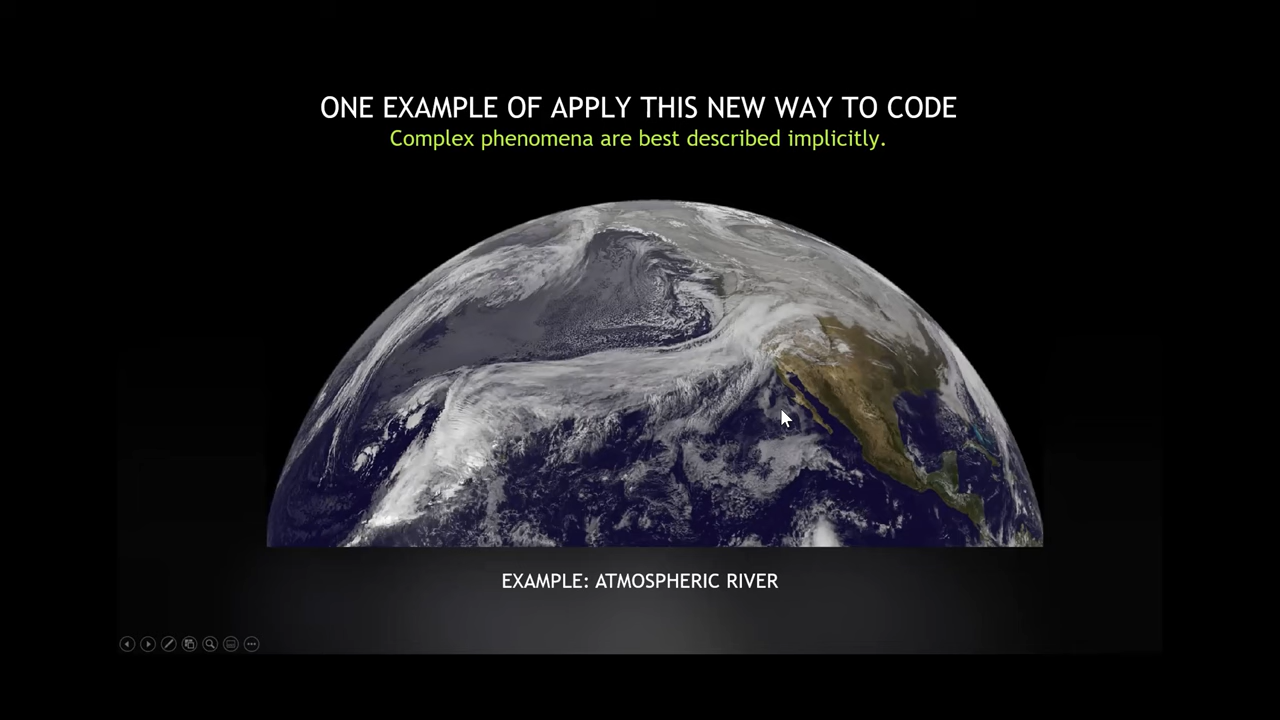 ONE EXAMPLE OF APPLY THIS NEW WAY TO CODE
Complex phenomena are best described implicitly.
EXAMPLE: ATMOSPHERIC RIVER